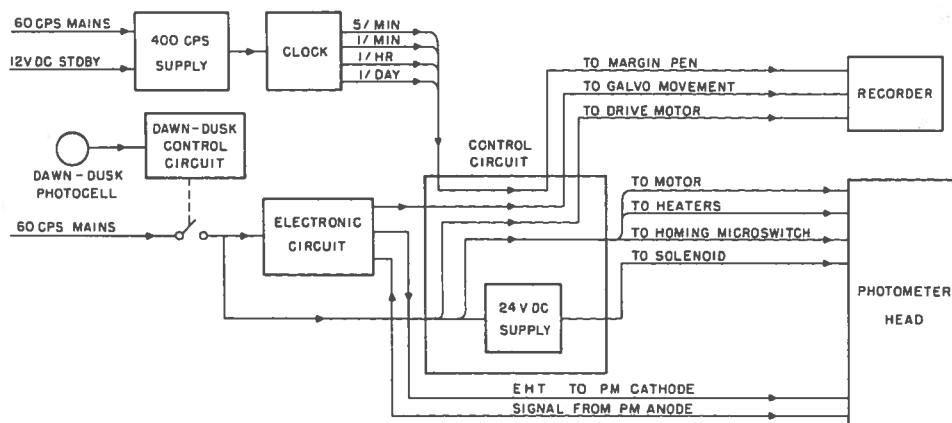 60 CPS MAINS
12V DC STDBY
400 CPS
SUPPLY
CLOCK
5/ MIN
1/ MIN
1/ HR
1/ DAY
TO MARGIN PEN
TO GALVO MOVEMENT
TO DRIVE MOTOR
RECORDER
DAWN-DUSK
CONTROL
CIRCUIT
DAWN-DUSK
PHOTOCELL
CONTROL
CIRCUIT
60 CPS MAINS
ELECTRONIC
CIRCUIT
TO MOTOR
TO HEATERS
TO HOMING MICROSWITCH
TO SOLENOID
24 V DC
SUPPLY
PHOTOMETER
HEAD
EHT TO PM CATHODE
SIGNAL FROM PM ANODE